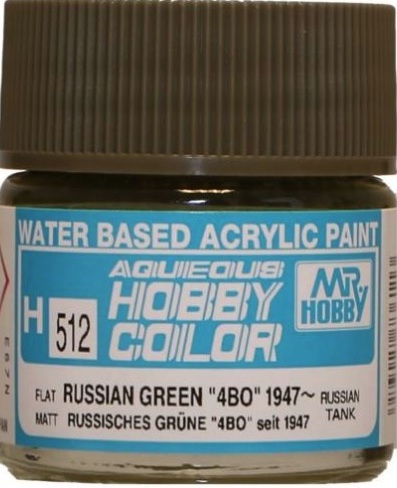 WATER BASED ACRYLIC PAINT
AQUEOUS
HOBBY
COLOR
MR. HOBBY
H 512
FLAT RUSSIAN GREEN "4BO" 1947~ RUSSIAN TANK
MATT RUSSISCHES GRÜNE "4BO" seit 1947